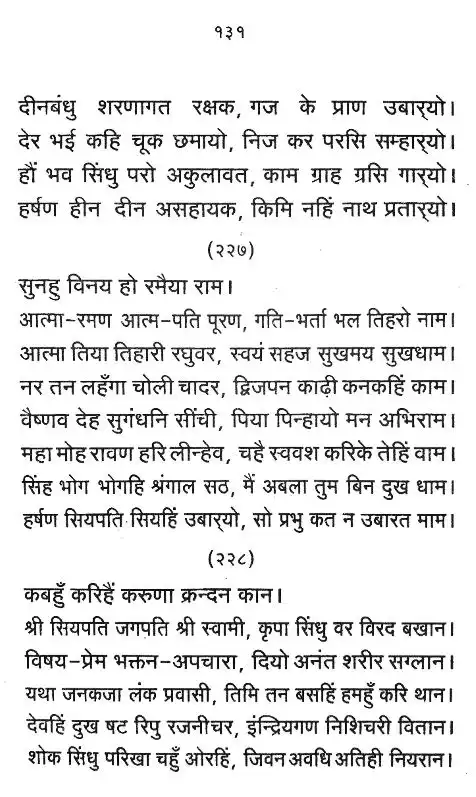 १३१
दीनबंधु शरणागत रक्षक, गज के प्राण उबार्‌यो।
देर भई कहि चूक छमायो, निज कर परसि सम्हार्‌यो।
हौं भव सिंधु परो अकुलावत, काम ग्राह ग्रसि गार्‌यो।
हर्षण हीन दीन असहायक, किमि नहिं नाथ प्रतार्‌यो।
(२२७)
सुनहु विनय हो रमैया राम।
आत्मा-रमण आत्म-पति पूरण, गति-भर्ता भल तिहरो नाम।
आत्मा तिया तिहारी रघुवर, स्वयं सहज सुखमय सुखधाम।
नर तन लहँगा चोली चादर, द्विजपन काढ़ी कनकहिं काम।
वैष्णव देह सुगंधनि सींची, पिया पिन्हायो मन अभिराम।
महा मोह रावण हरि लीन्हेव, चहै स्ववश करिके तेहिं वाम।
सिंह भोग भोगहि श्रंगाल सठ, मैं अबला तुम बिन दुख धाम।
हर्षण सियपति सियहिं उबार्‌यो, सो प्रभु कत न उबारत माम।
(२२८)
कबहुँ करिहैं करुणा क्रन्दन कान।
श्री सियपति जगपति श्री स्वामी, कृपा सिंधु वर विरद बखान।
विषय-प्रेम भक्तन-अपचारा, दियो अनंत शरीर सग्लान।
यथा जनकजा लंक प्रवासी, तिमि तन बसहिं हमहुँ करि थान।
देवहिं दुख षट रिपु रजनीचर, इंन्द्रियगण निशिचरी वितान।
शोक सिंधु परिखा चहुँ ओरहिं, जिवन अवधि अतिही नियरान।